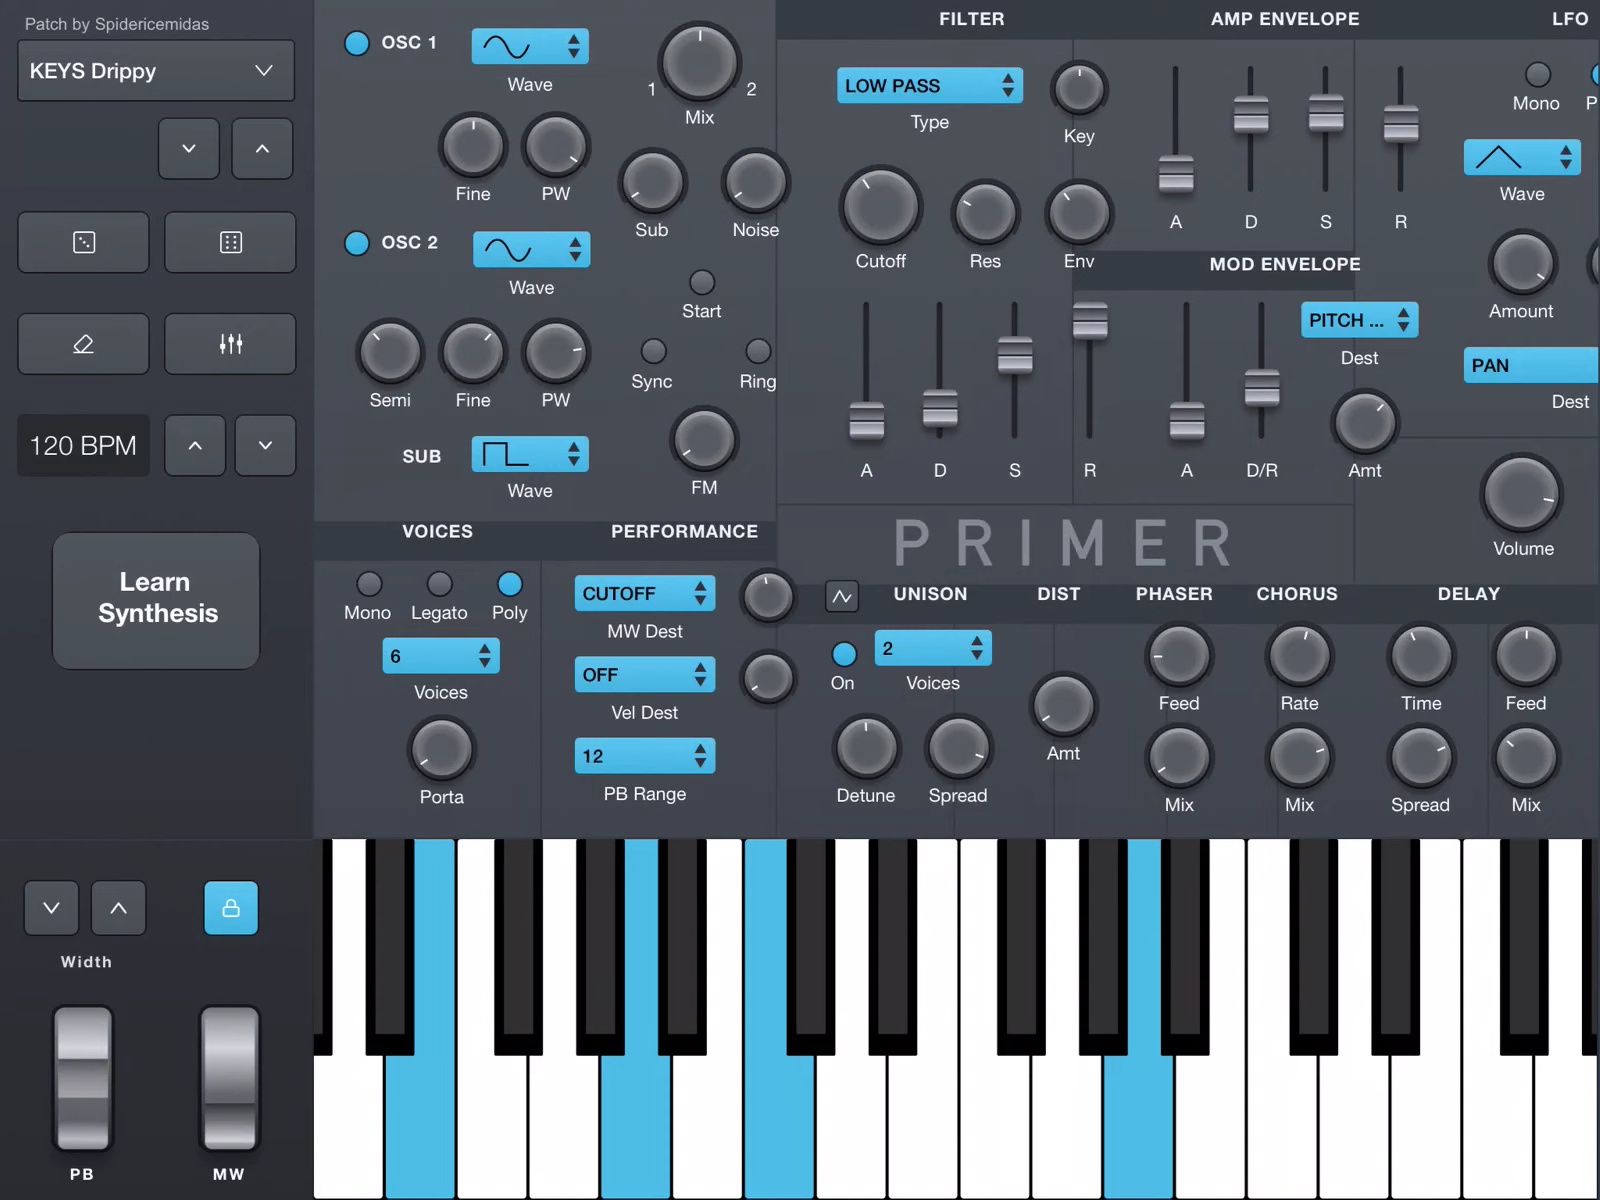 Patch by Spidericemidas
KEYS Drippy
120 BPM
Learn
Synthesis
OSC 1
Wave
1
2
Mix
Fine
PW
Sub
Noise
OSC 2
Wave
Start
Semi
Fine
PW
Sync
Ring
SUB
Wave
FM
FILTER
LOW PASS
Type
Key
Cutoff
Res
Env
A
D
S
R
AMP ENVELOPE
A
D
S
R
MOD ENVELOPE
PITCH ...
Dest
A
D/R
Amt
LFO
Mono
P
Wave
Amount
PAN
Dest
Volume
PRIMER
VOICES
Mono
Legato
Poly
6
Voices
Porta
PERFORMANCE
CUTOFF
MW Dest
OFF
Vel Dest
12
PB Range
UNISON
On
2
Voices
Detune
Spread
DIST
Amt
PHASER
Feed
Mix
CHORUS
Rate
Mix
DELAY
Time
Feed
Spread
Mix
Width
PB
MW